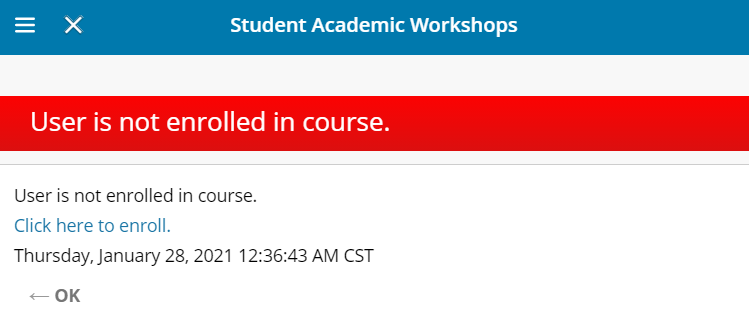 Student Academic Workshops
User is not enrolled in course.
User is not enrolled in course.
Click here to enroll.
Thursday, January 28, 2021 12:36:43 AM CST
← OK